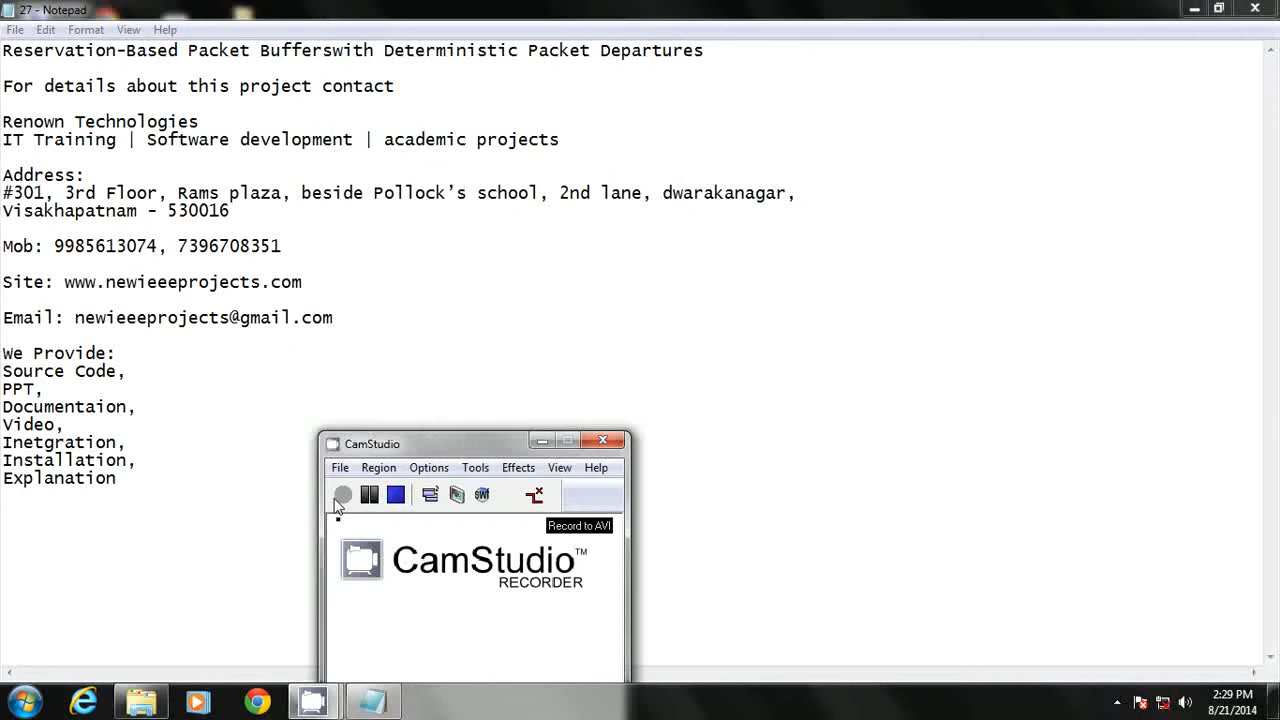 27 - Notepad
File Edit Format View Help
Reservation-Based Packet Bufferswith Deterministic Packet Departures
For details about this project contact
Renown Technologies
IT Training | Software development | academic projects
Address:
#301, 3rd Floor, Rams plaza, beside Pollock’s school, 2nd lane, dwarakanagar,
Visakhapatnam - 530016
Mob: 9985613074, 7396708351
Site: www.newieeeprojects.com
Email: newieeeprojects@gmail.com
We Provide:
Source Code,
PPT,
Documentaion,
Video,
Inetgration,
Installation,
Explanation
CamStudio
File Region Options Tools Effects View Help
SWF
Record to AVI
CamStudio™
RECORDER
2:29 PM
8/21/2014